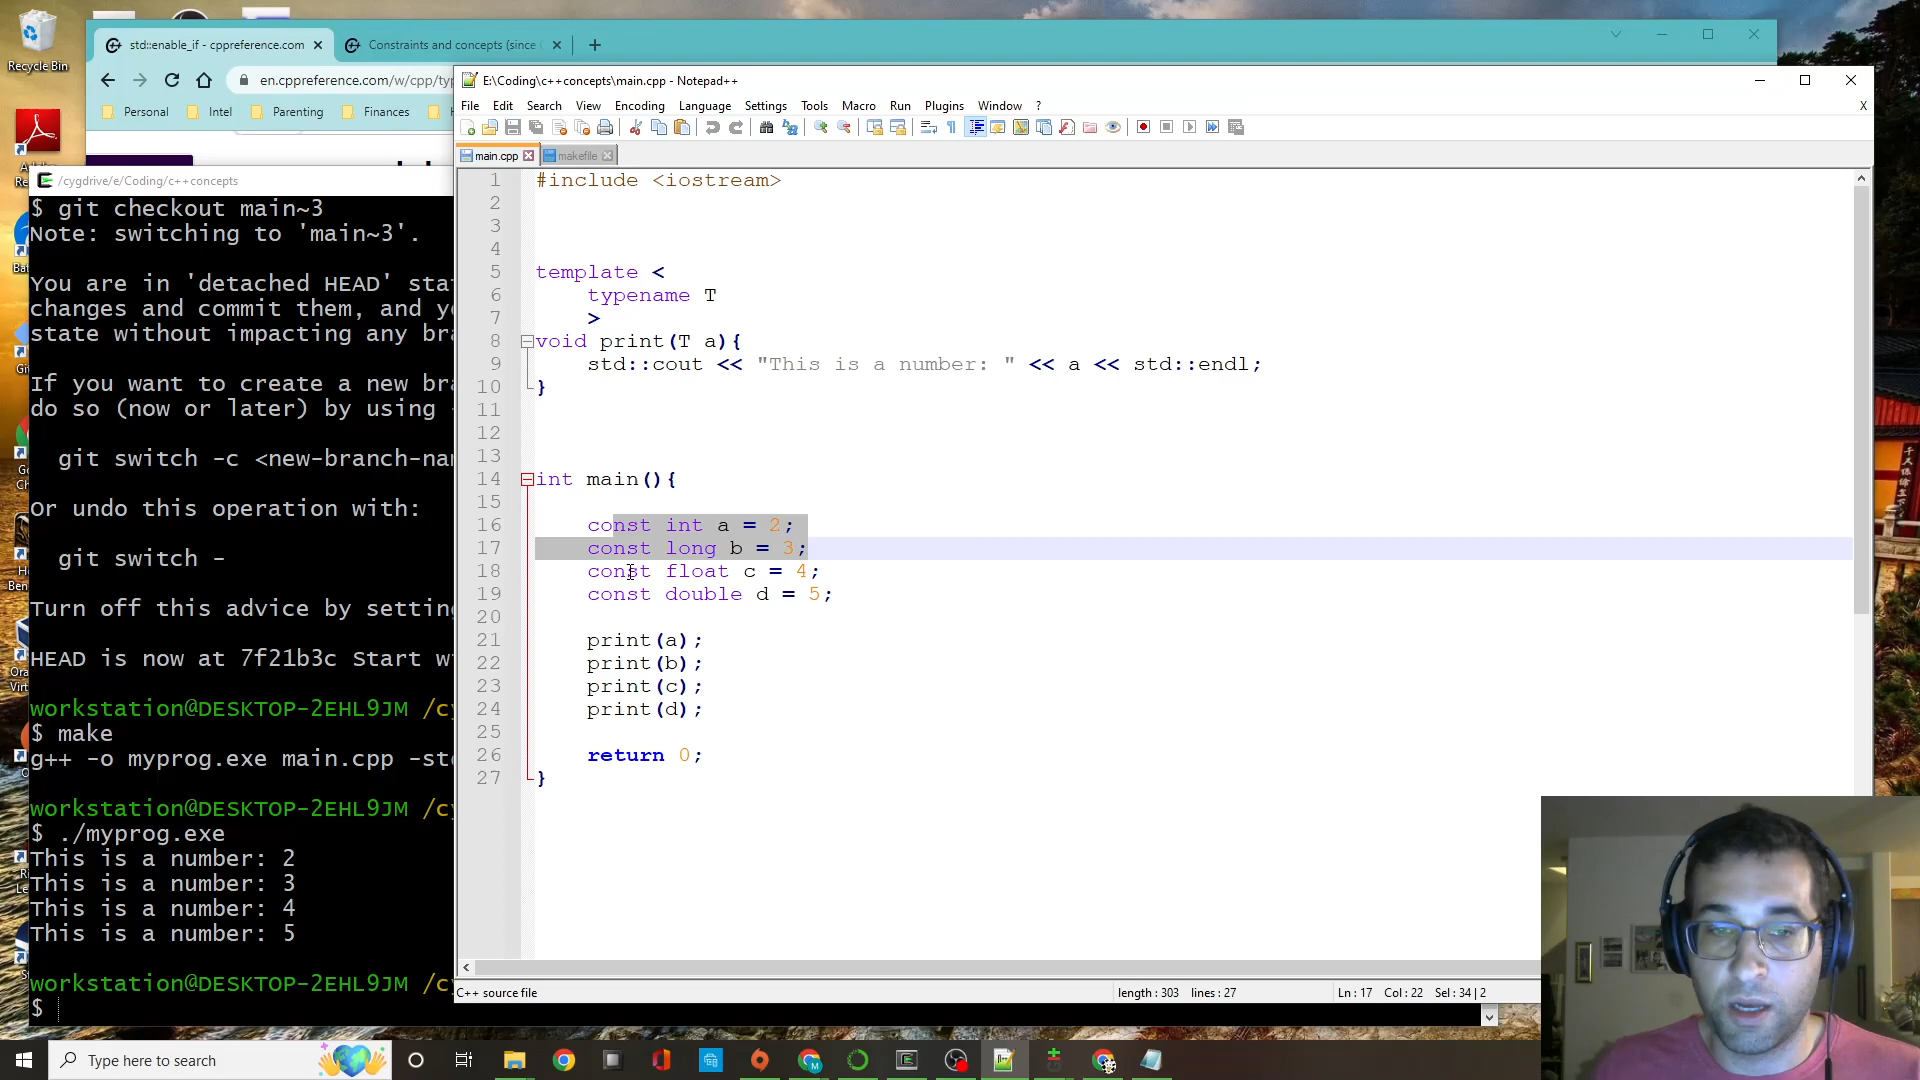 Recycle Bin
std::enable_if - cppreference.com
Constraints and concepts (since
en.cppreference.com/w/cpp/typ
Personal
Intel
Parenting
Finances
E:\Coding\c++concepts\main.cpp - Notepad++
File Edit Search View Encoding Language Settings Tools Macro Run Plugins Window ?
X
main.cpp
makefile
1 #include <iostream>
2
3
4
5 template <
6 typename T
7 >
8 void print(T a){
9 std::cout << "This is a number: " << a << std::endl;
10 }
11
12
13
14 int main(){
15
16 const int a = 2;
17 const long b = 3;
18 const float c = 4;
19 const double d = 5;
20
21 print(a);
22 print(b);
23 print(c);
24 print(d);
25
26 return 0;
27 }
C++ source file
length : 303 lines : 27
Ln : 17 Col : 22 Sel : 34 | 2
/cygdrive/e/Coding/c++concepts
$ git checkout main~3
Note: switching to 'main~3'.
You are in 'detached HEAD' sta
changes and commit them, and y
state without impacting any bra
If you want to create a new bra
do so (now or later) by using
git switch -c <new-branch-na
Or undo this operation with:
git switch -
Turn off this advice by setting
HEAD is now at 7f21b3c Start w
workstation@DESKTOP-2EHL9JM /c
$ make
g++ -o myprog.exe main.cpp -st
workstation@DESKTOP-2EHL9JM /c
$ ./myprog.exe
This is a number: 2
This is a number: 3
This is a number: 4
This is a number: 5
workstation@DESKTOP-2EHL9JM /c
$
Type here to search